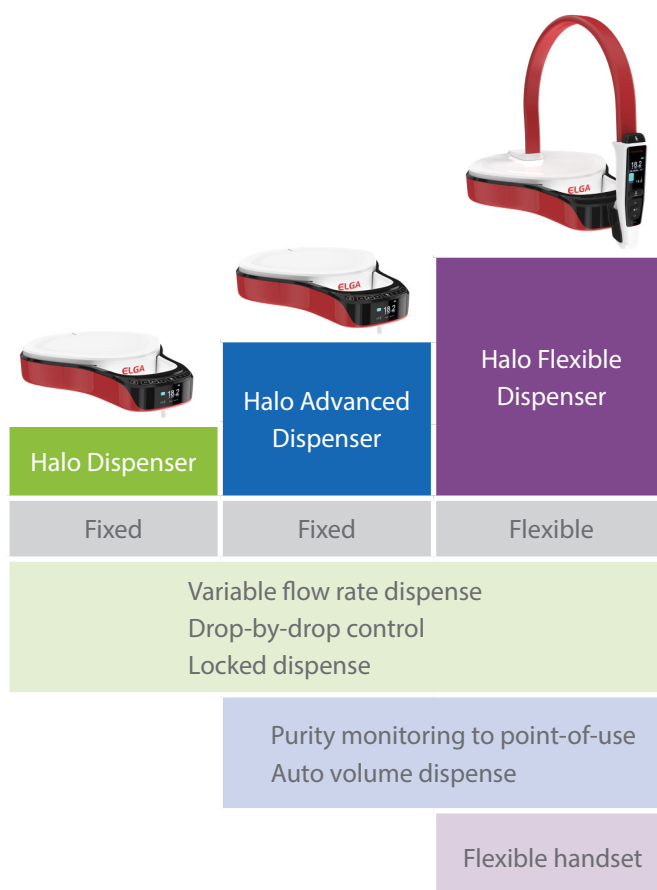 ELGA
18.2
ELGA
18.2
ELGA
18.2
Halo Dispenser
Halo Advanced
Dispenser
Halo Flexible
Dispenser
Fixed
Fixed
Flexible
Variable flow rate dispense
Drop-by-drop control
Locked dispense
Purity monitoring to point-of-use
Auto volume dispense
Flexible handset